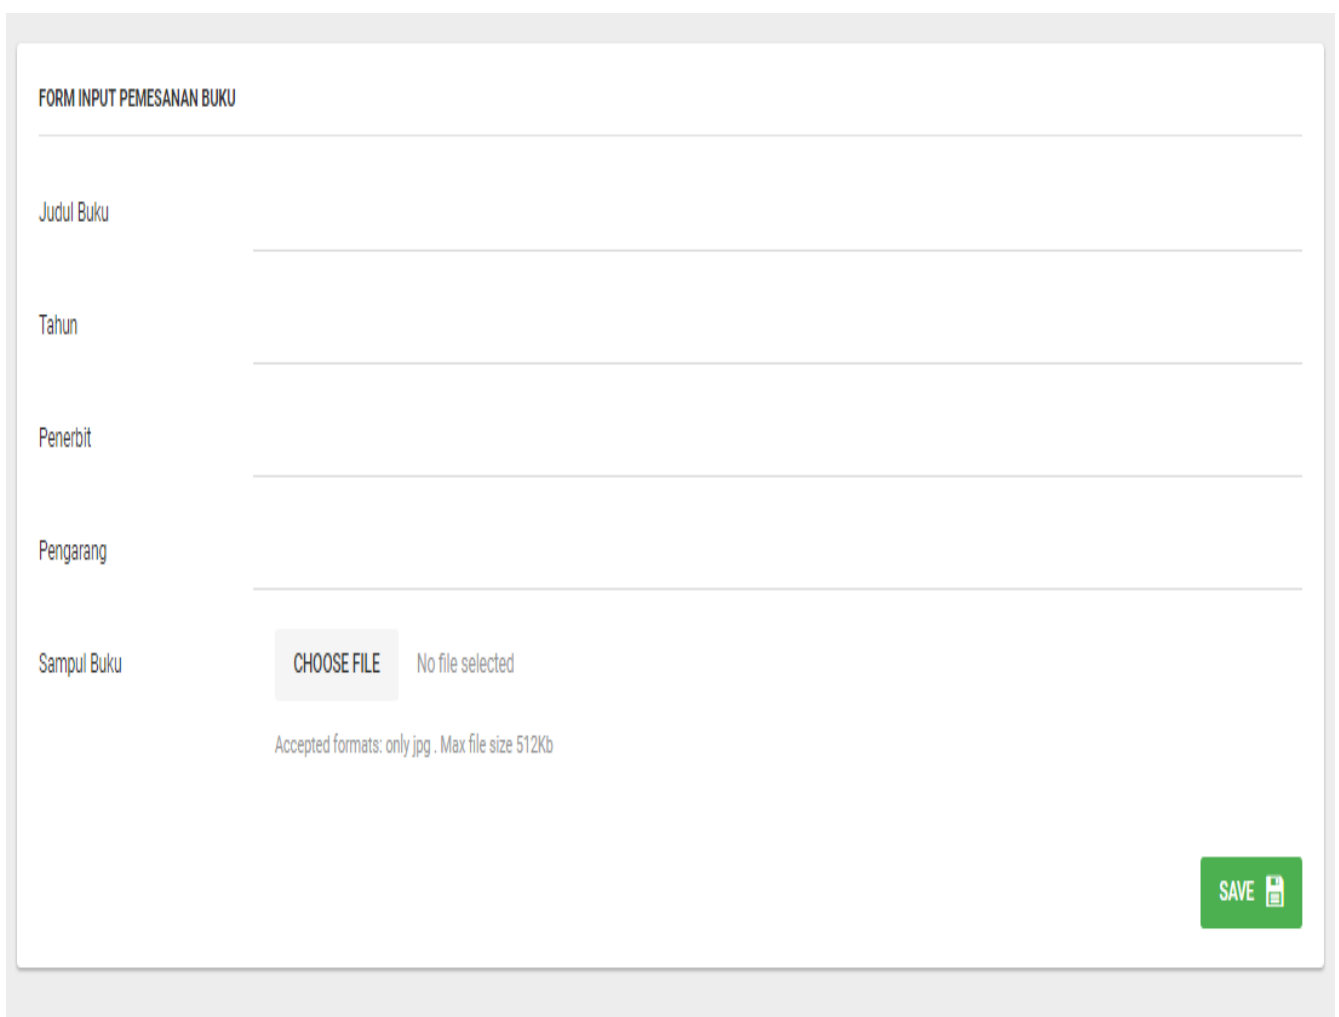 FORM INPUT PEMESANAN BUKU
Judul Buku
Tahun
Penerbit
Pengarang
Sampul Buku CHOOSE FILE No file selected
Accepted formats: only jpg . Max file size 512Kb
SAVE